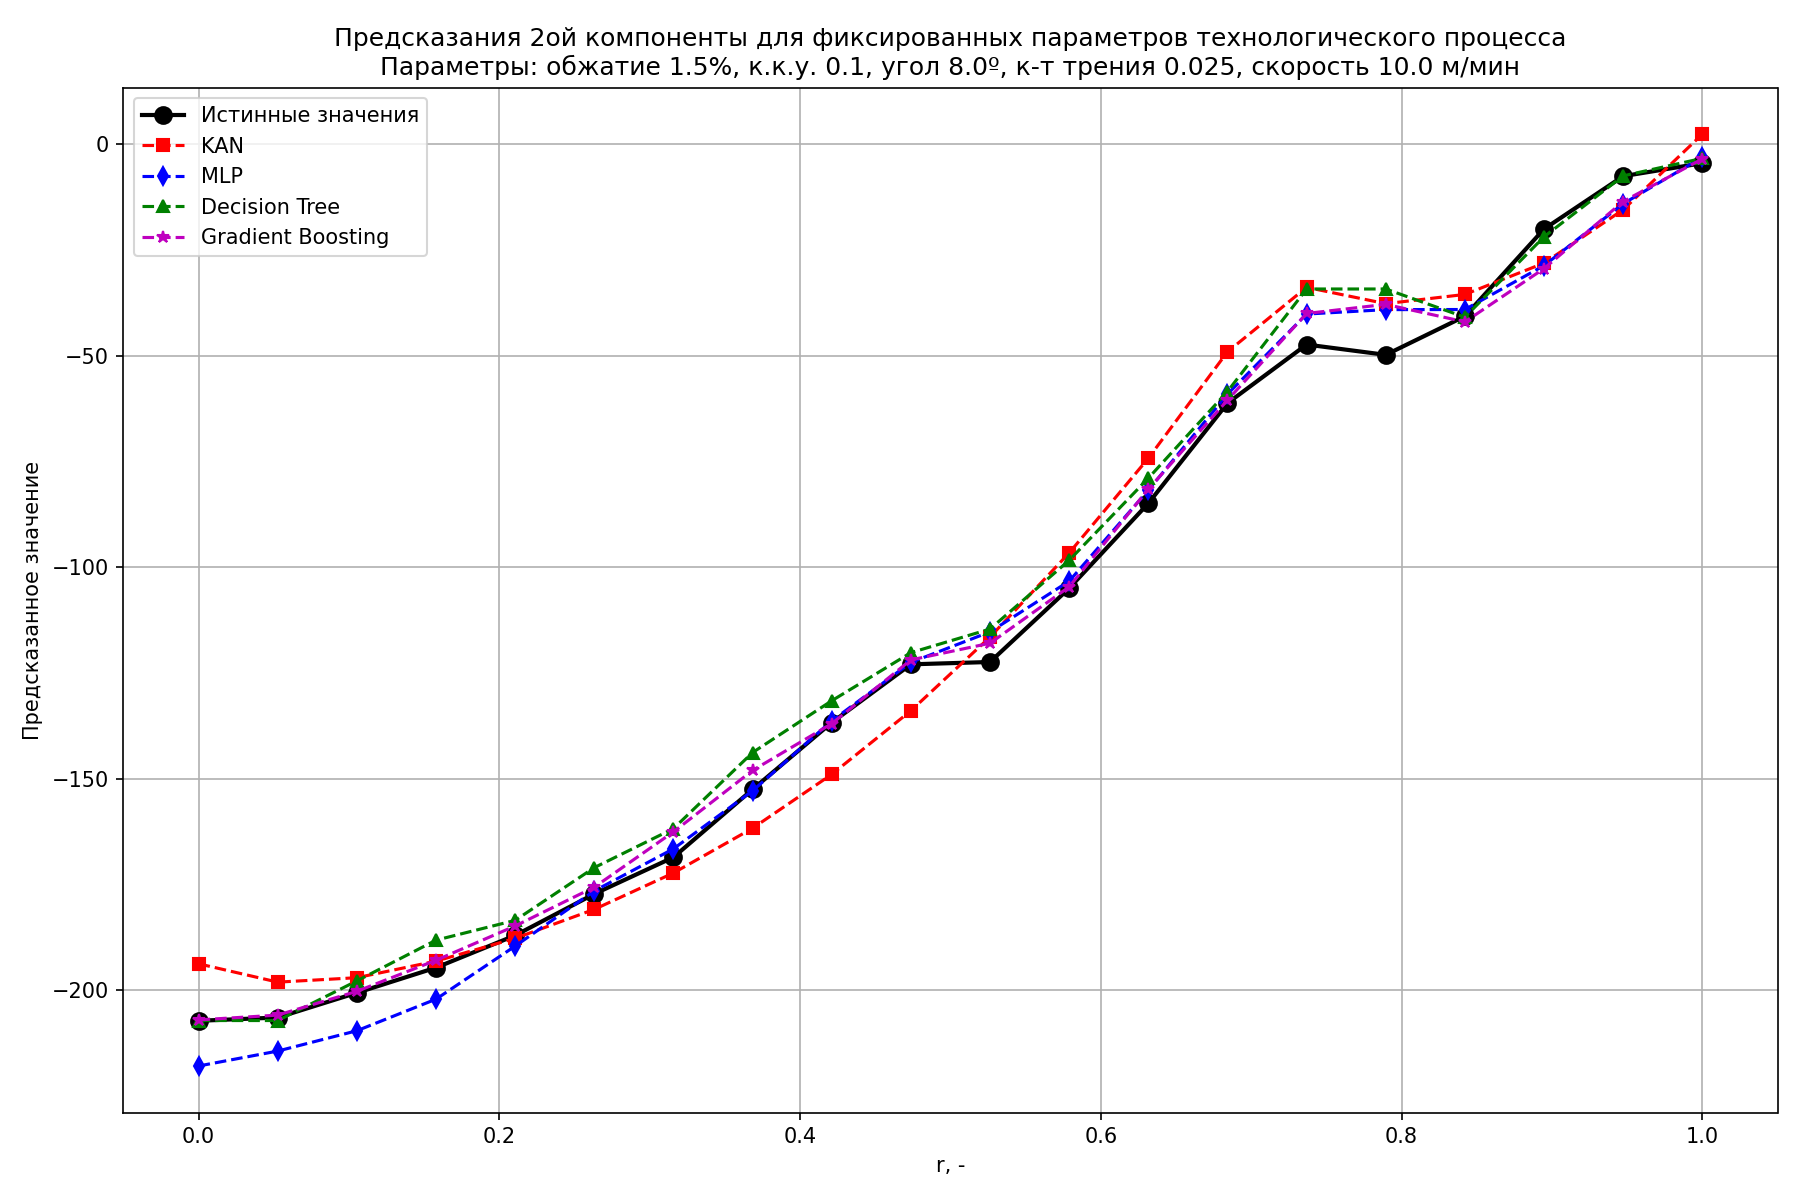 Предсказания 2ой компоненты для фиксированных параметров технологического процесса
Параметры: обжатие 1.5%, к.к.у. 0.1, угол 8.0º, к-т трения 0.025, скорость 10.0 м/мин
Истинные значения
KAN
MLP
Decision Tree
Gradient Boosting
Предсказанное значение
0
−50
−100
−150
−200
0.0
0.2
0.4
0.6
0.8
1.0
r, -